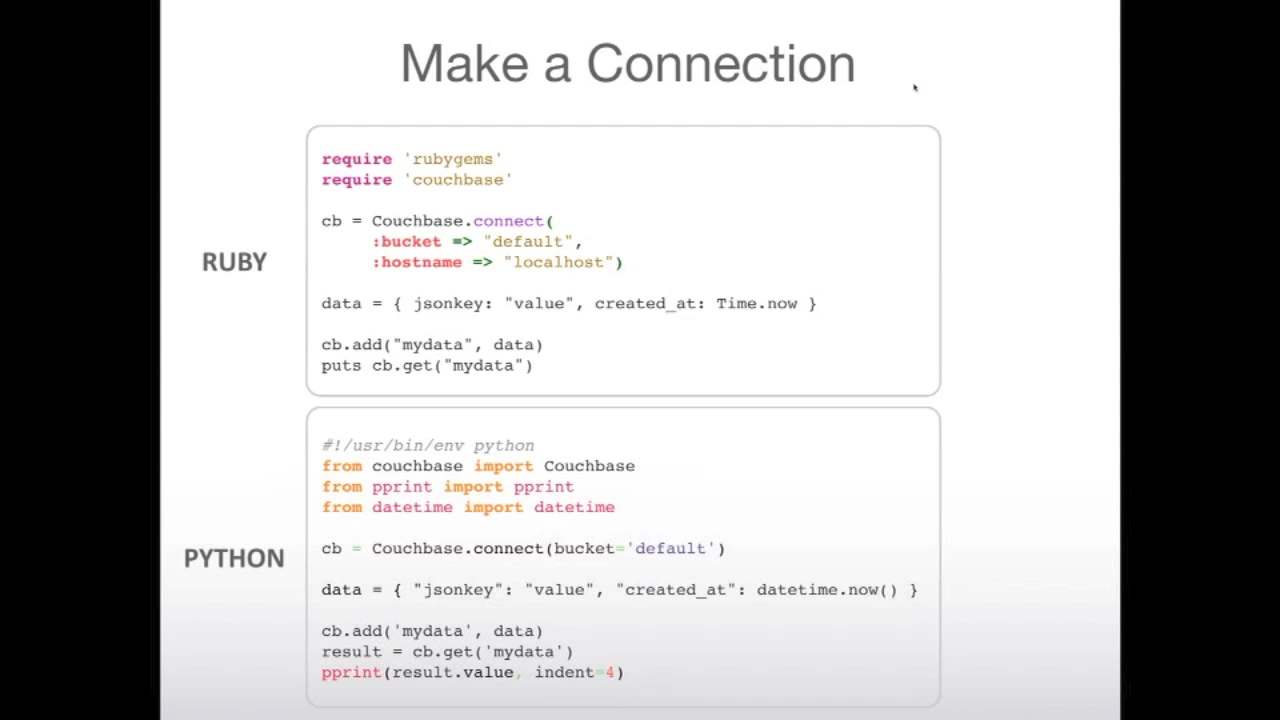 Make a Connection
RUBY
require 'rubygems'
require 'couchbase'
cb = Couchbase.connect(
:bucket => "default",
:hostname => "localhost")
data = { jsonkey: "value", created_at: Time.now }
cb.add("mydata", data)
puts cb.get("mydata")
PYTHON
#!/usr/bin/env python
from couchbase import Couchbase
from pprint import pprint
from datetime import datetime
cb = Couchbase.connect(bucket='default')
data = { "jsonkey": "value", "created_at": datetime.now() }
cb.add('mydata', data)
result = cb.get('mydata')
pprint(result.value, indent=4)